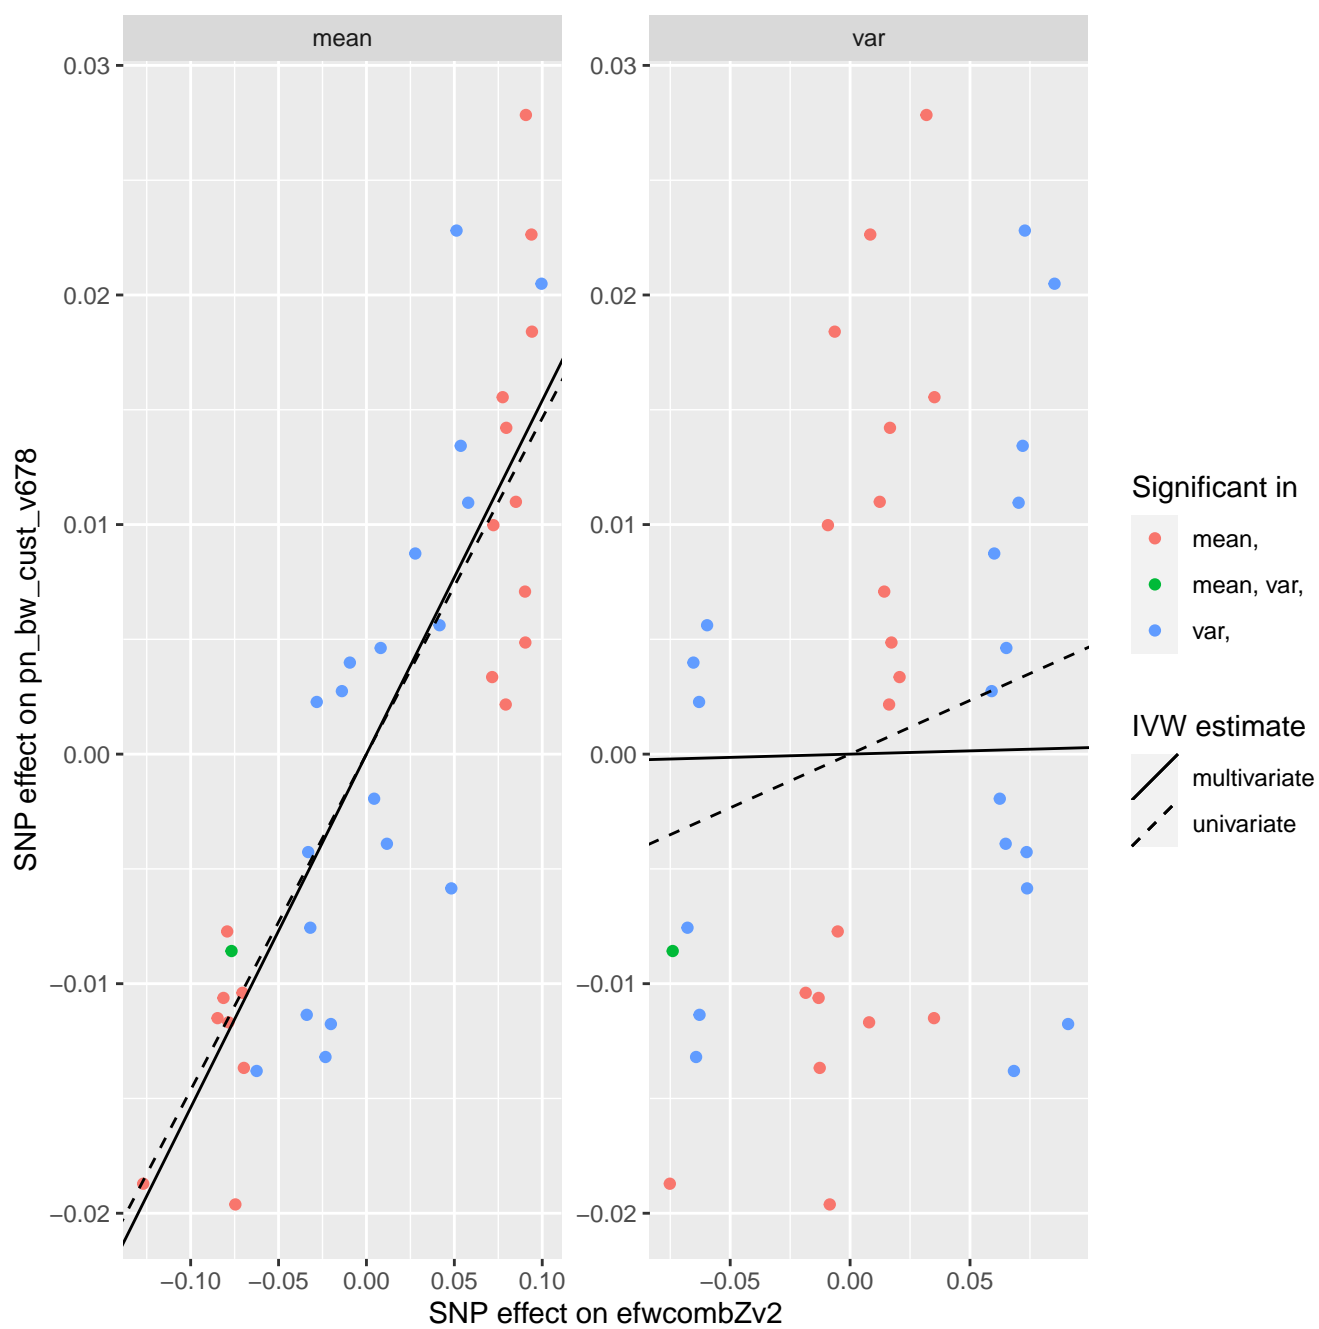 mean
var
0.03
0.02
0.01
0.00
−0.01
−0.02
0.03
0.02
0.01
0.00
−0.01
−0.02
−0.10
−0.05
0.00
0.05
0.10
−0.05
0.00
0.05
SNP effect on efwcombZv2
SNP effect on pn_bw_cust_v678
Significant in
mean,
mean, var,
var,
IVW estimate
multivariate
univariate